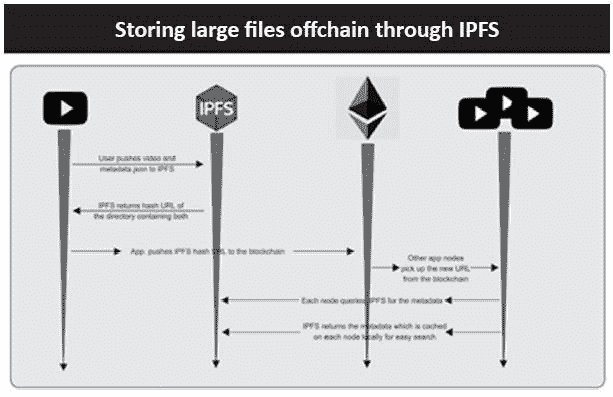 Storing large files offchain through IPFS
IPFS
User pushes video and
metadata.json to IPFS
IPFS returns hash URL of
the directory containing both
App. pushes IPFS hash URL to the blockchain
Other app nodes
pick up the new URL
from the blockchain
Each node queries IPFS for the metadata
IPFS returns the metadata which is cached
on each node locally for easy search